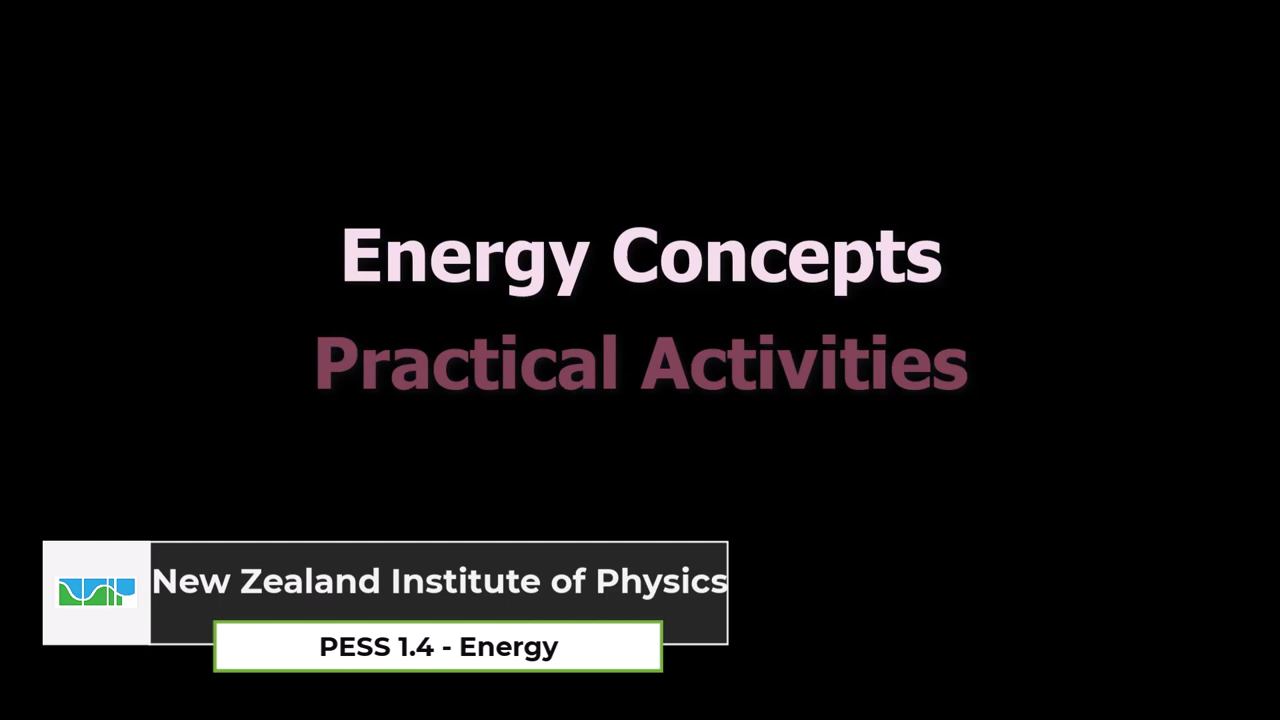 Energy Concepts
Practical Activities
New Zealand Institute of Physics
PESS 1.4 - Energy